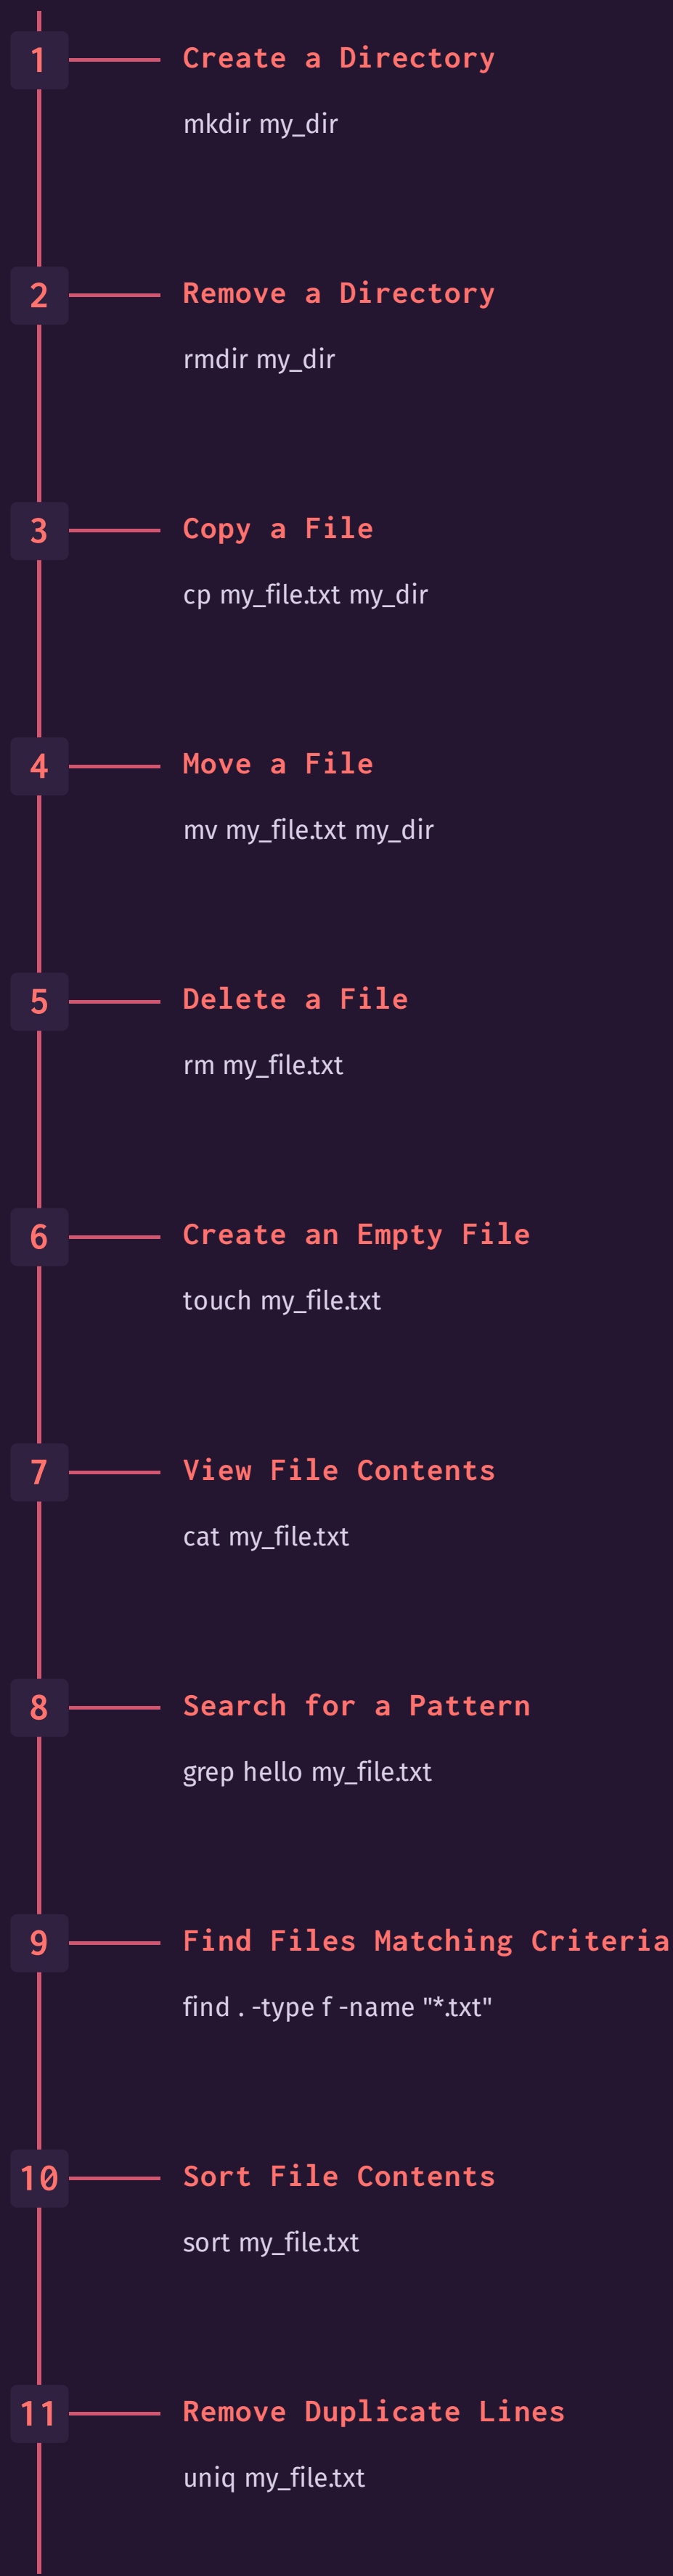 1
Create a Directory
mkdir my_dir
2
Remove a Directory
rmdir my_dir
3
Copy a File
cp my_file.txt my_dir
4
Move a File
mv my_file.txt my_dir
5
Delete a File
rm my_file.txt
6
Create an Empty File
touch my_file.txt
7
View File Contents
cat my_file.txt
8
Search for a Pattern
grep hello my_file.txt
9
Find Files Matching Criteria
find . -type f -name "*.txt"
10
Sort File Contents
sort my_file.txt
11
Remove Duplicate Lines
uniq my_file.txt